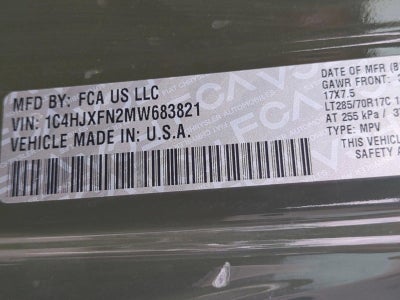 MFD BY: FCA US LLC
VIN: 1C4HJXFN2MW683821
VEHICLE MADE IN: U.S.A.
DATE OF MFR
GAWR FRONT:
17X7.5
LT285/70R17C
AT 255 kPa /
TYPE: MPV
THIS VEH
SAFETY